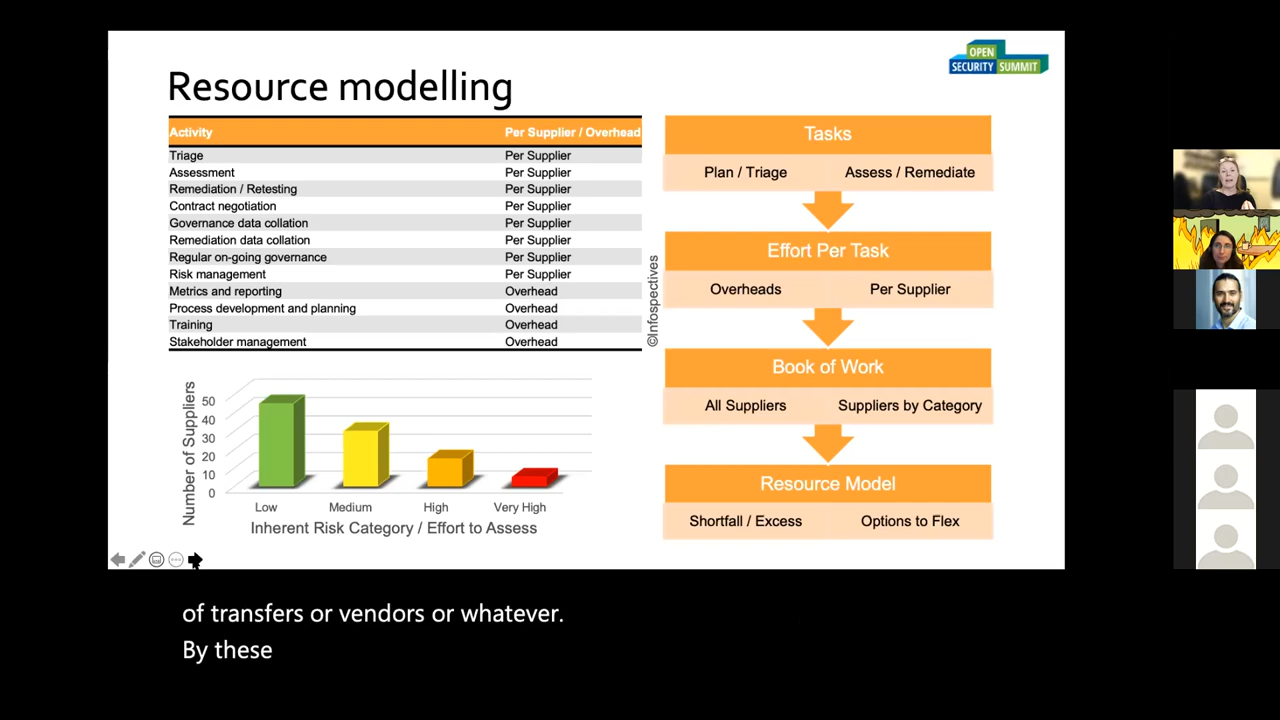 OPEN
SECURITY SUMMIT
Resource modelling
Activity Per Supplier / Overhead
Triage Per Supplier
Assessment Per Supplier
Remediation / Retesting Per Supplier
Contract negotiation Per Supplier
Governance data collation Per Supplier
Remediation data collation Per Supplier
Regular on-going governance Per Supplier
Risk management Per Supplier
Metrics and reporting Overhead
Process development and planning Overhead
Training Overhead
Stakeholder management Overhead
©Infospectives
Number of Suppliers
50
40
30
20
10
0
Low Medium High Very High
Inherent Risk Category / Effort to Assess
Tasks
Plan / Triage Assess / Remediate
Effort Per Task
Overheads Per Supplier
Book of Work
All Suppliers Suppliers by Category
Resource Model
Shortfall / Excess Options to Flex
of transfers or vendors or whatever.
By these